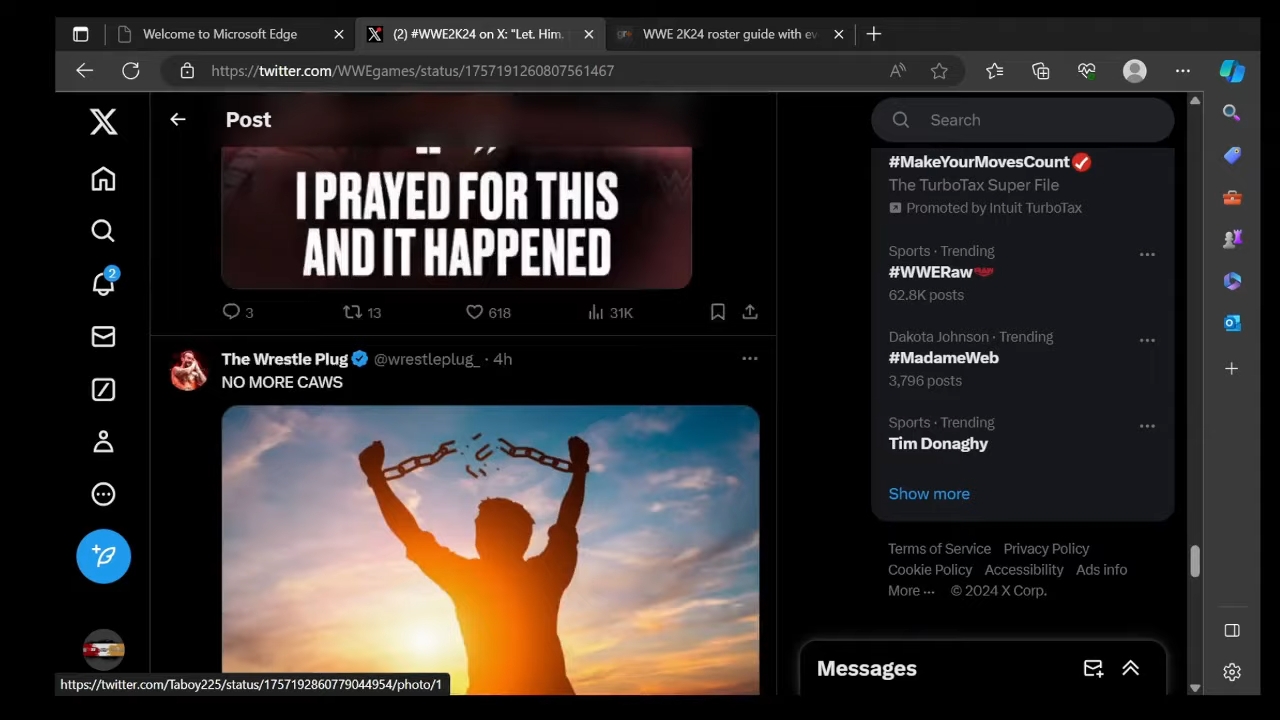 Welcome to Microsoft Edge
(2) #WWE2K24 on X: "Let. Him.
WWE 2K24 roster guide with ev
https://twitter.com/WWEgames/status/1757191260807561467
Post
Search
I PRAYED FOR THIS
AND IT HAPPENED
3
13
618
31K
The Wrestle Plug @wrestleplug_ · 4h
NO MORE CAWS
#MakeYourMovesCount
The TurboTax Super File
Promoted by Intuit TurboTax
Sports · Trending
#WWERaw
62.8K posts
Dakota Johnson · Trending
#MadameWeb
3,796 posts
Sports · Trending
Tim Donaghy
Show more
Terms of Service Privacy Policy
Cookie Policy Accessibility Ads info
More ··· © 2024 X Corp.
2
Messages
https://twitter.com/Taboy225/status/1757192860779044954/photo/1